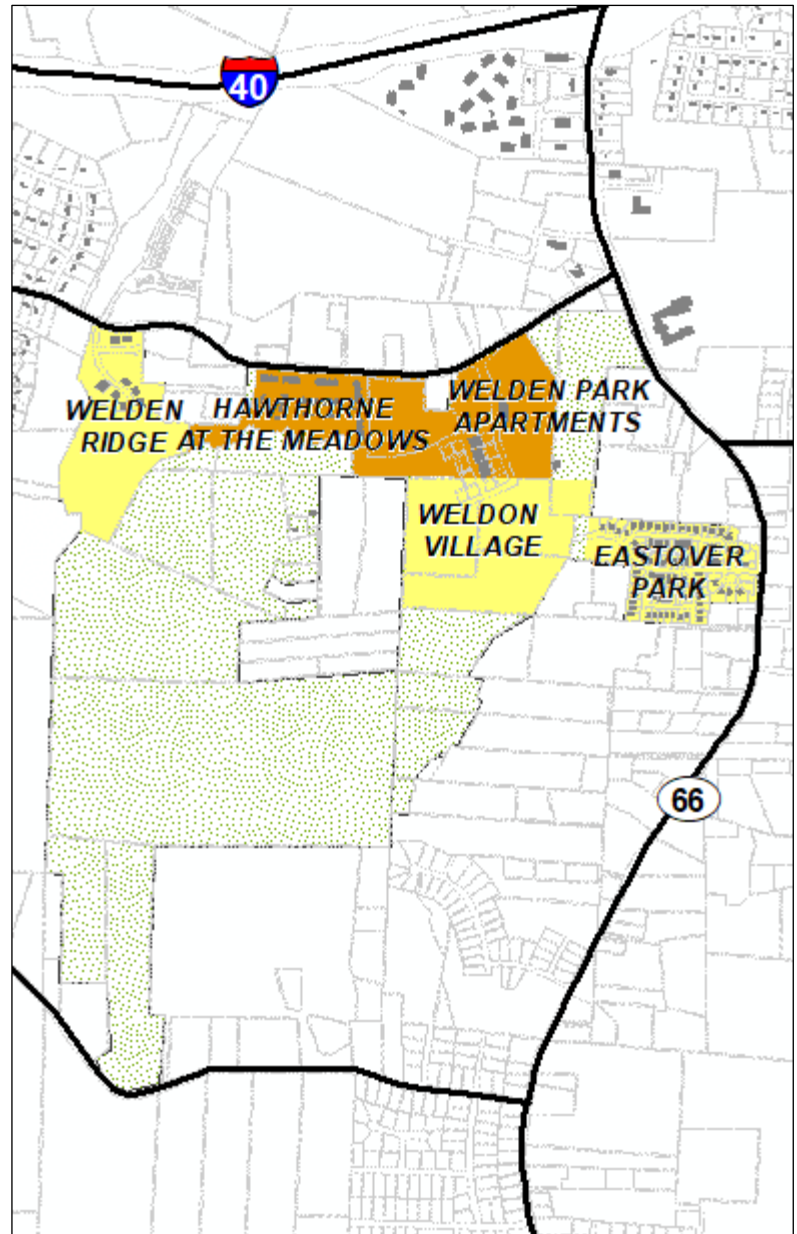 40
WELDEN
RIDGE
HAWTHORNE
AT THE MEADOWS
WELDEN PARK
APARTMENTS
WELDON
VILLAGE
EASTOVER
PARK
66